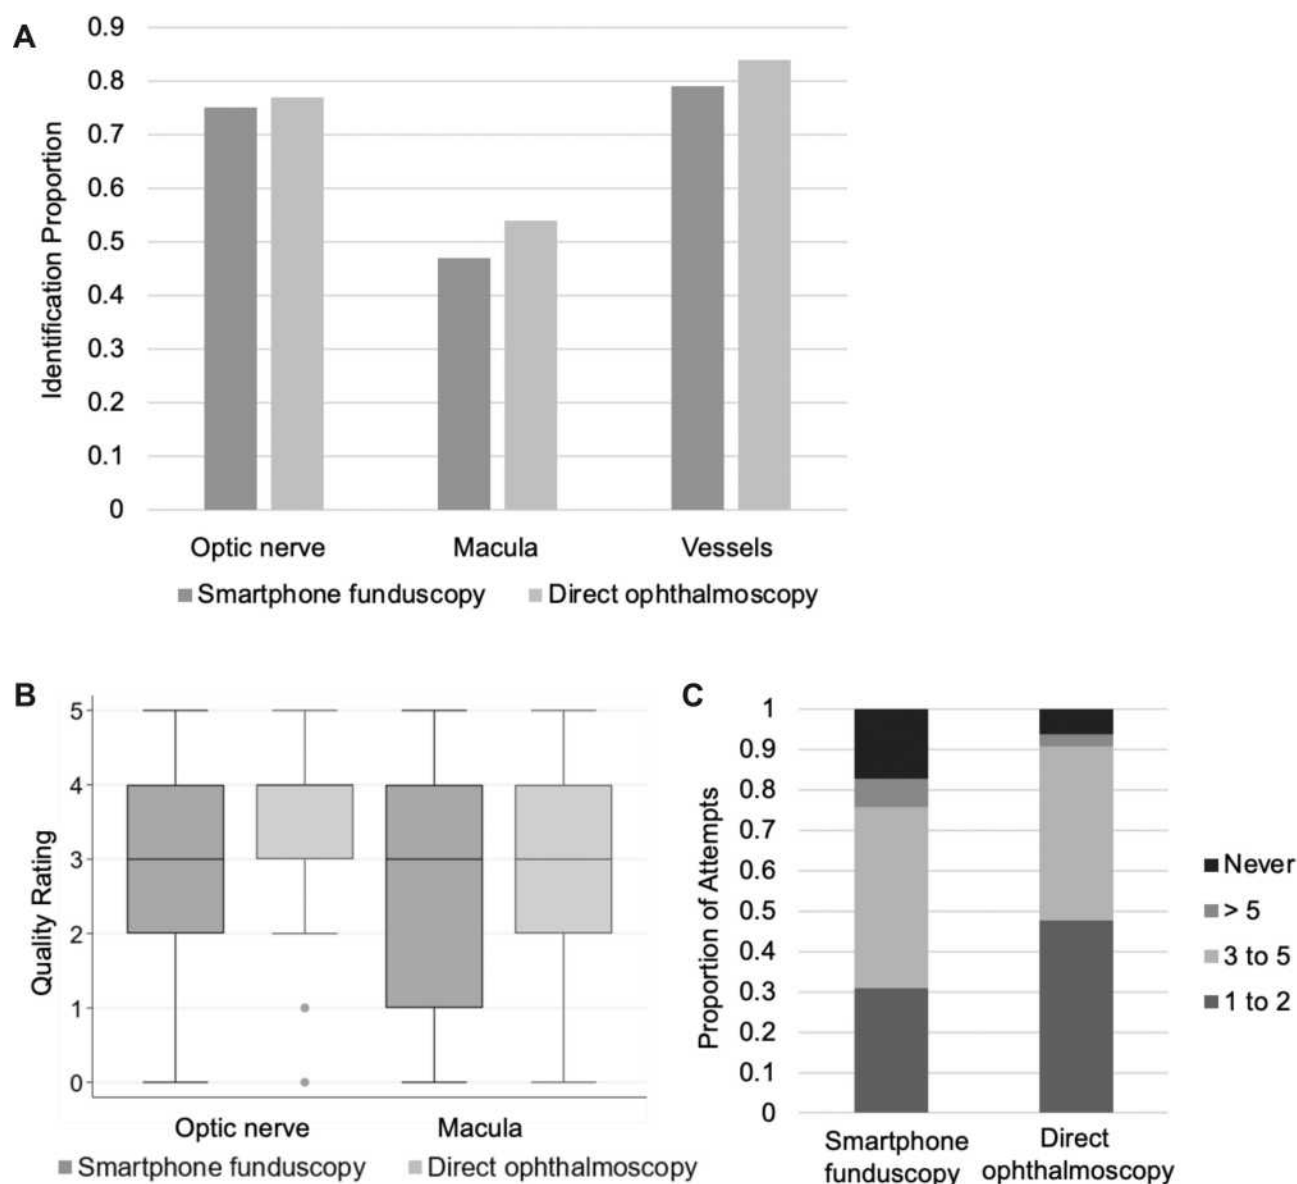 A
0.9
0.8
0.7
0.6
0.5
0.4
0.3
0.2
0.1
0
Identification Proportion
Optic nerve Macula Vessels
Smartphone funduscopy Direct ophthalmoscopy
B
5
4
3
2
1
0
Quality Rating
Optic nerve Macula
Smartphone funduscopy Direct ophthalmoscopy
C
1
0.9
0.8
0.7
0.6
0.5
0.4
0.3
0.2
0.1
0
Proportion of Attempts
Smartphone
funduscopy
Direct
ophthalmoscopy
Never
> 5
3 to 5
1 to 2